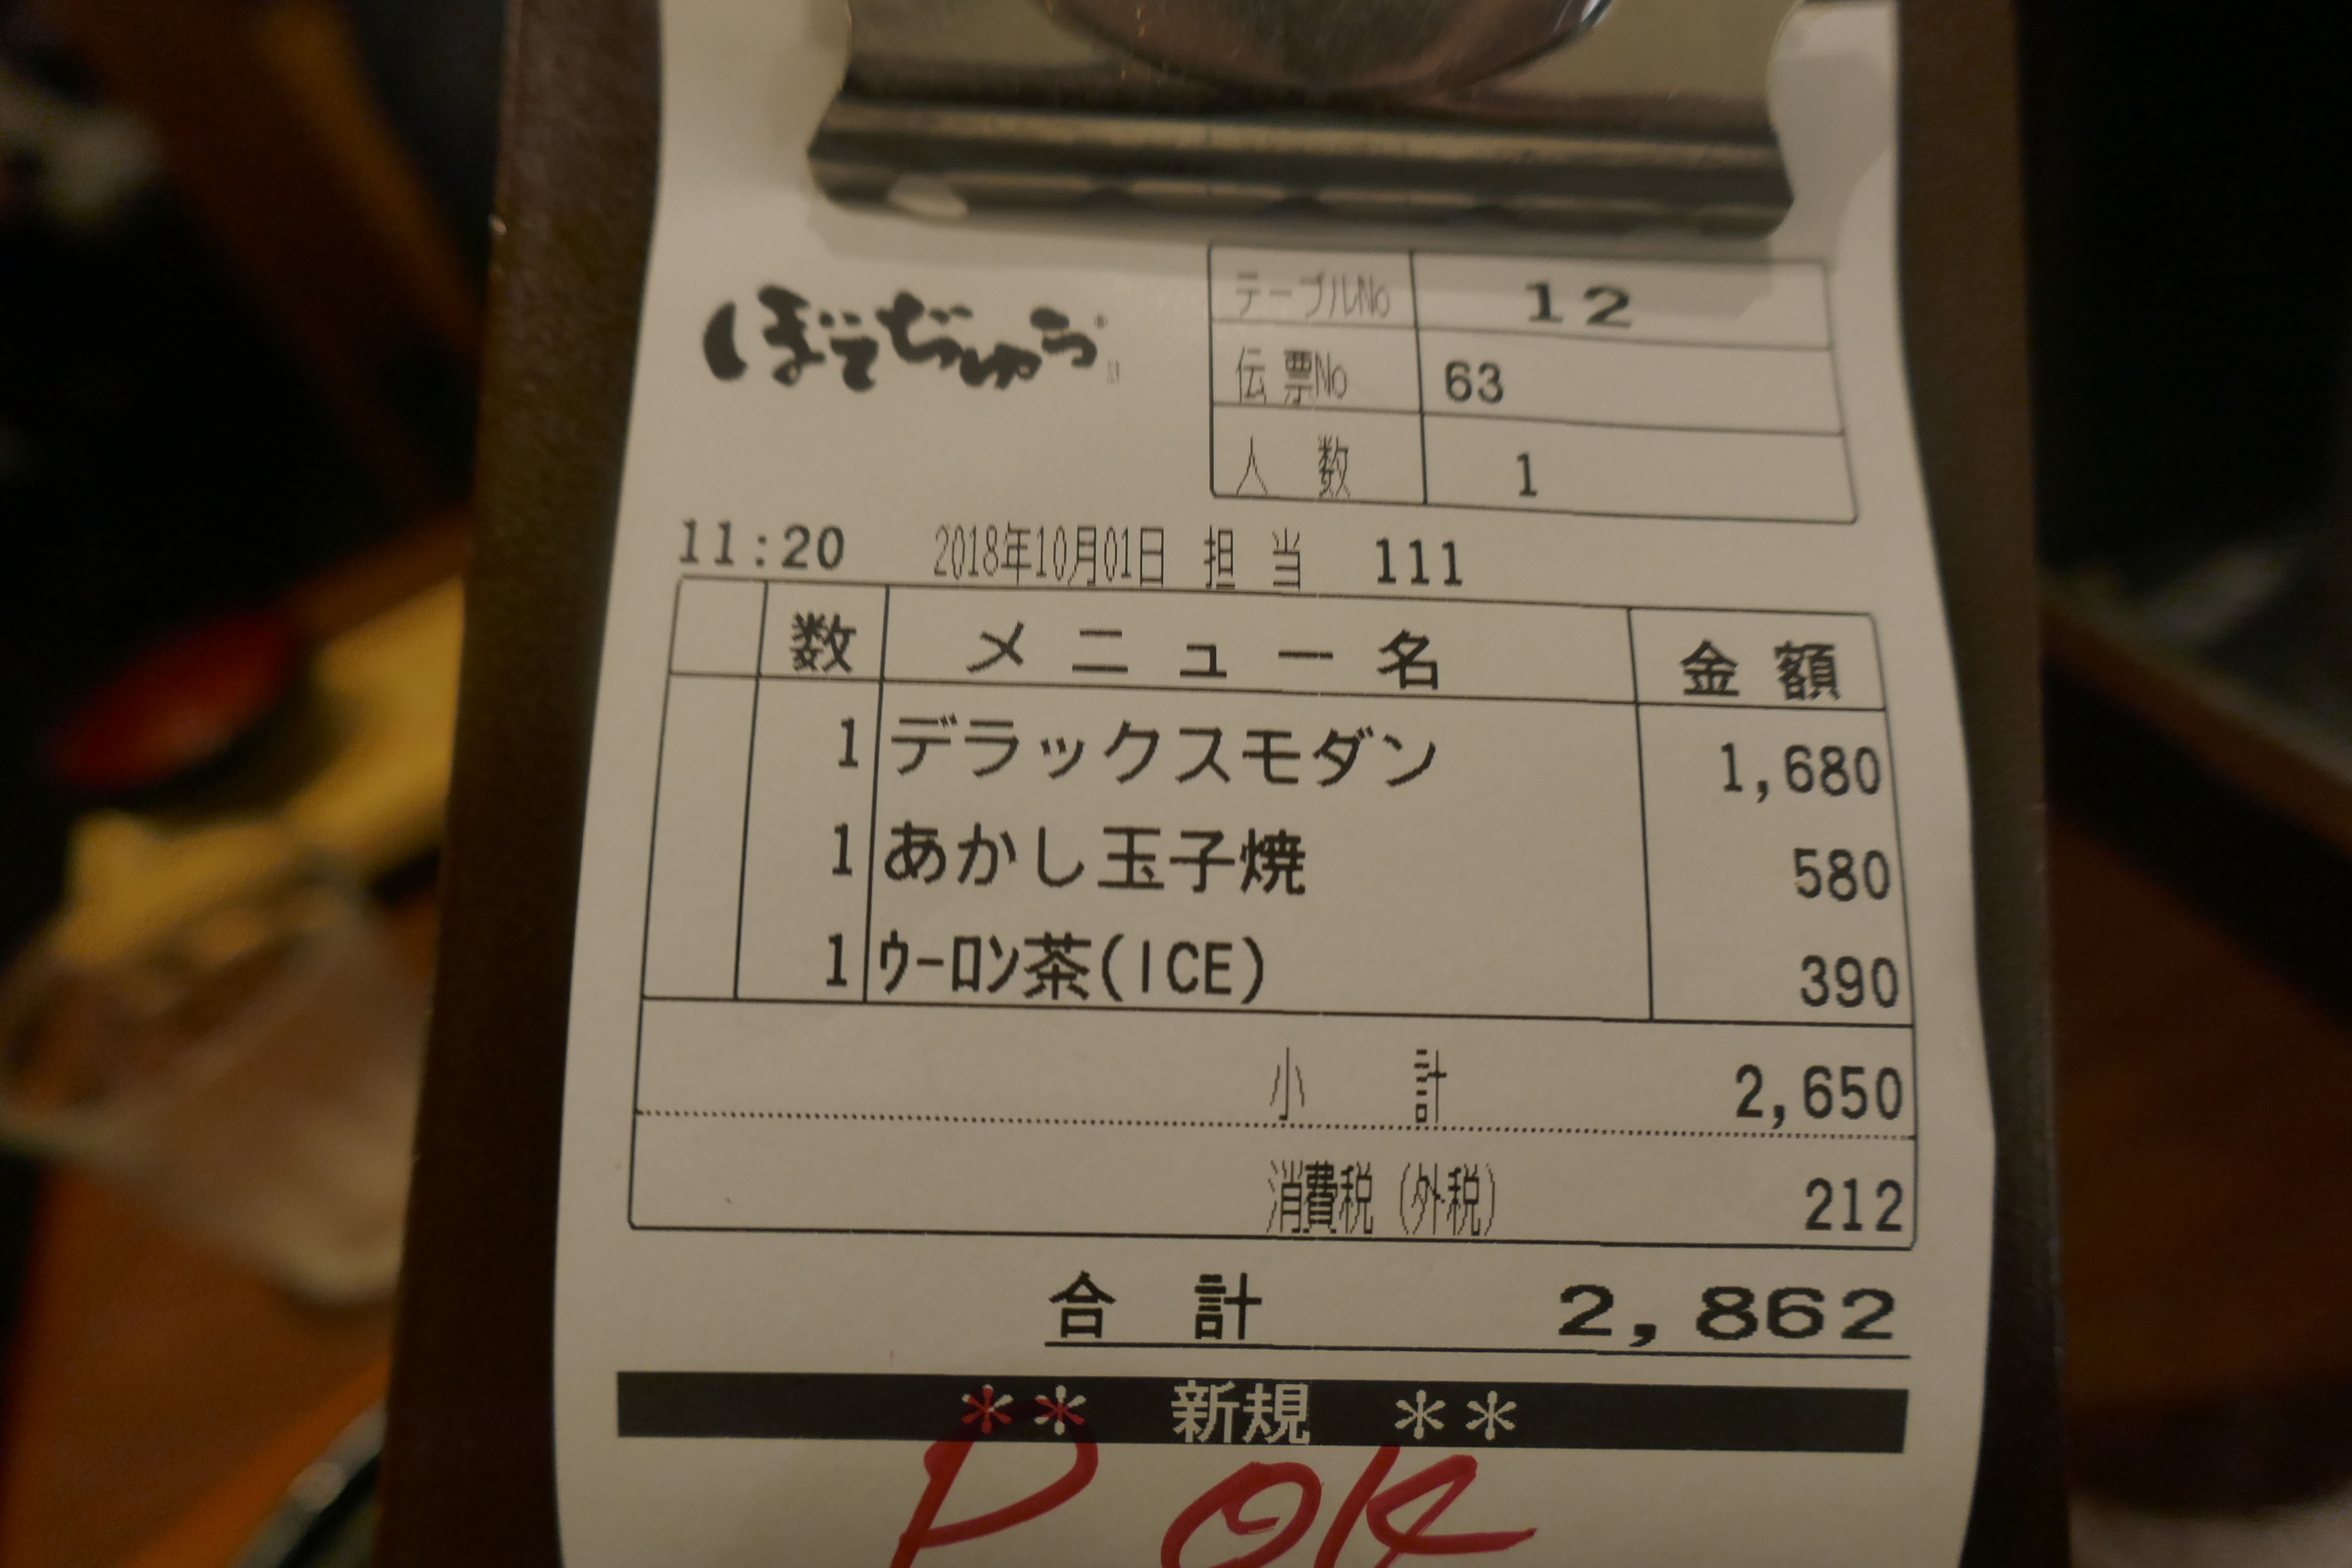 ぼてぢゅう
テーブルNo 12
伝票No 63
人数 1
11:20 2018年10月01日 担当 111
数 メニュー名 金額
1 デラックスモダン 1,680
1 あかし玉子焼 580
1 ウーロン茶(ICE) 390
小計 2,650
消費税(外税) 212
合計 2,862
** 新規 **
P OK